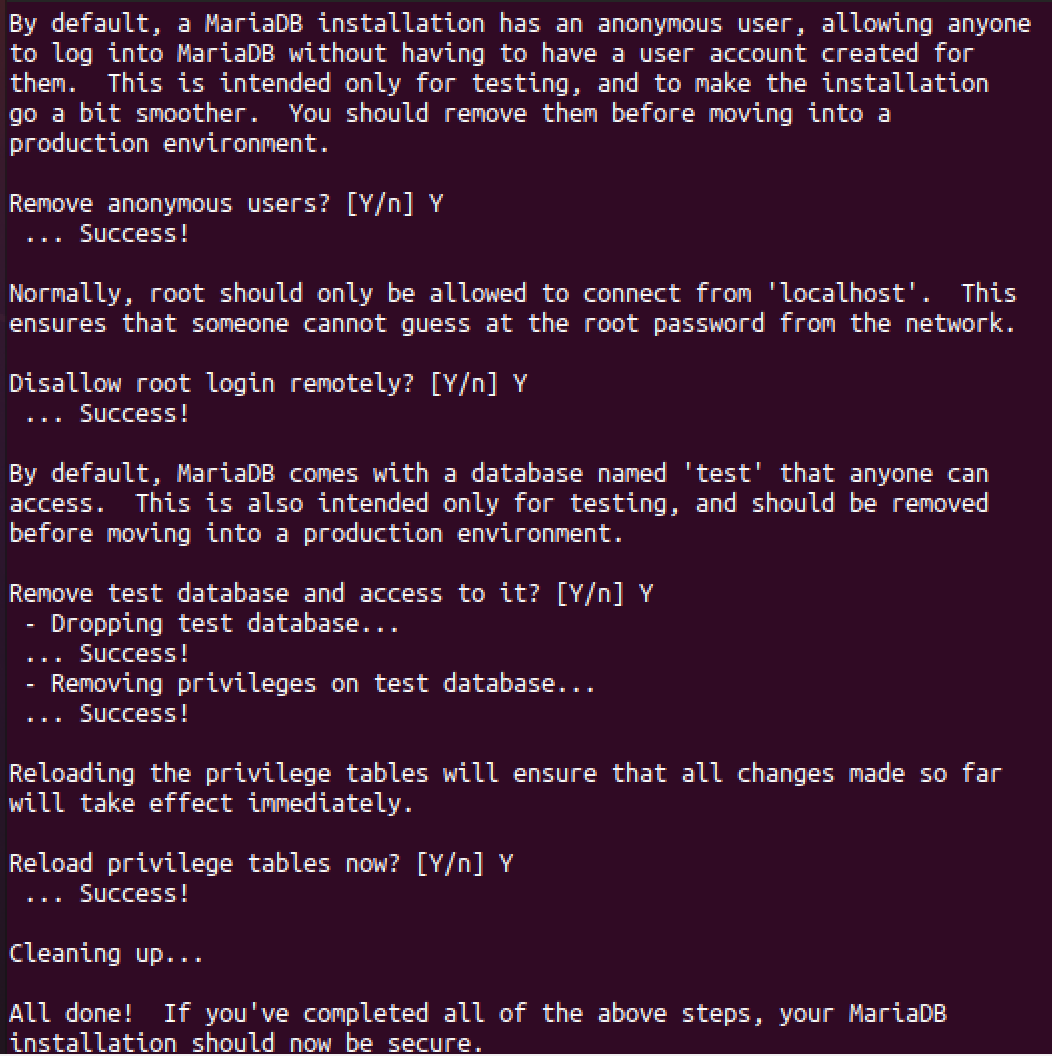 By default, a MariaDB installation has an anonymous user, allowing anyone
to log into MariaDB without having to have a user account created for
them.  This is intended only for testing, and to make the installation
go a bit smoother.  You should remove them before moving into a
production environment.

Remove anonymous users? [Y/n] Y
 ... Success!

Normally, root should only be allowed to connect from 'localhost'.  This
ensures that someone cannot guess at the root password from the network.

Disallow root login remotely? [Y/n] Y
 ... Success!

By default, MariaDB comes with a database named 'test' that anyone can
access.  This is also intended only for testing, and should be removed
before moving into a production environment.

Remove test database and access to it? [Y/n] Y
 - Dropping test database...
 ... Success!
 - Removing privileges on test database...
 ... Success!

Reloading the privilege tables will ensure that all changes made so far
will take effect immediately.

Reload privilege tables now? [Y/n] Y
 ... Success!

Cleaning up...

All done!  If you've completed all of the above steps, your MariaDB
installation should now be secure.